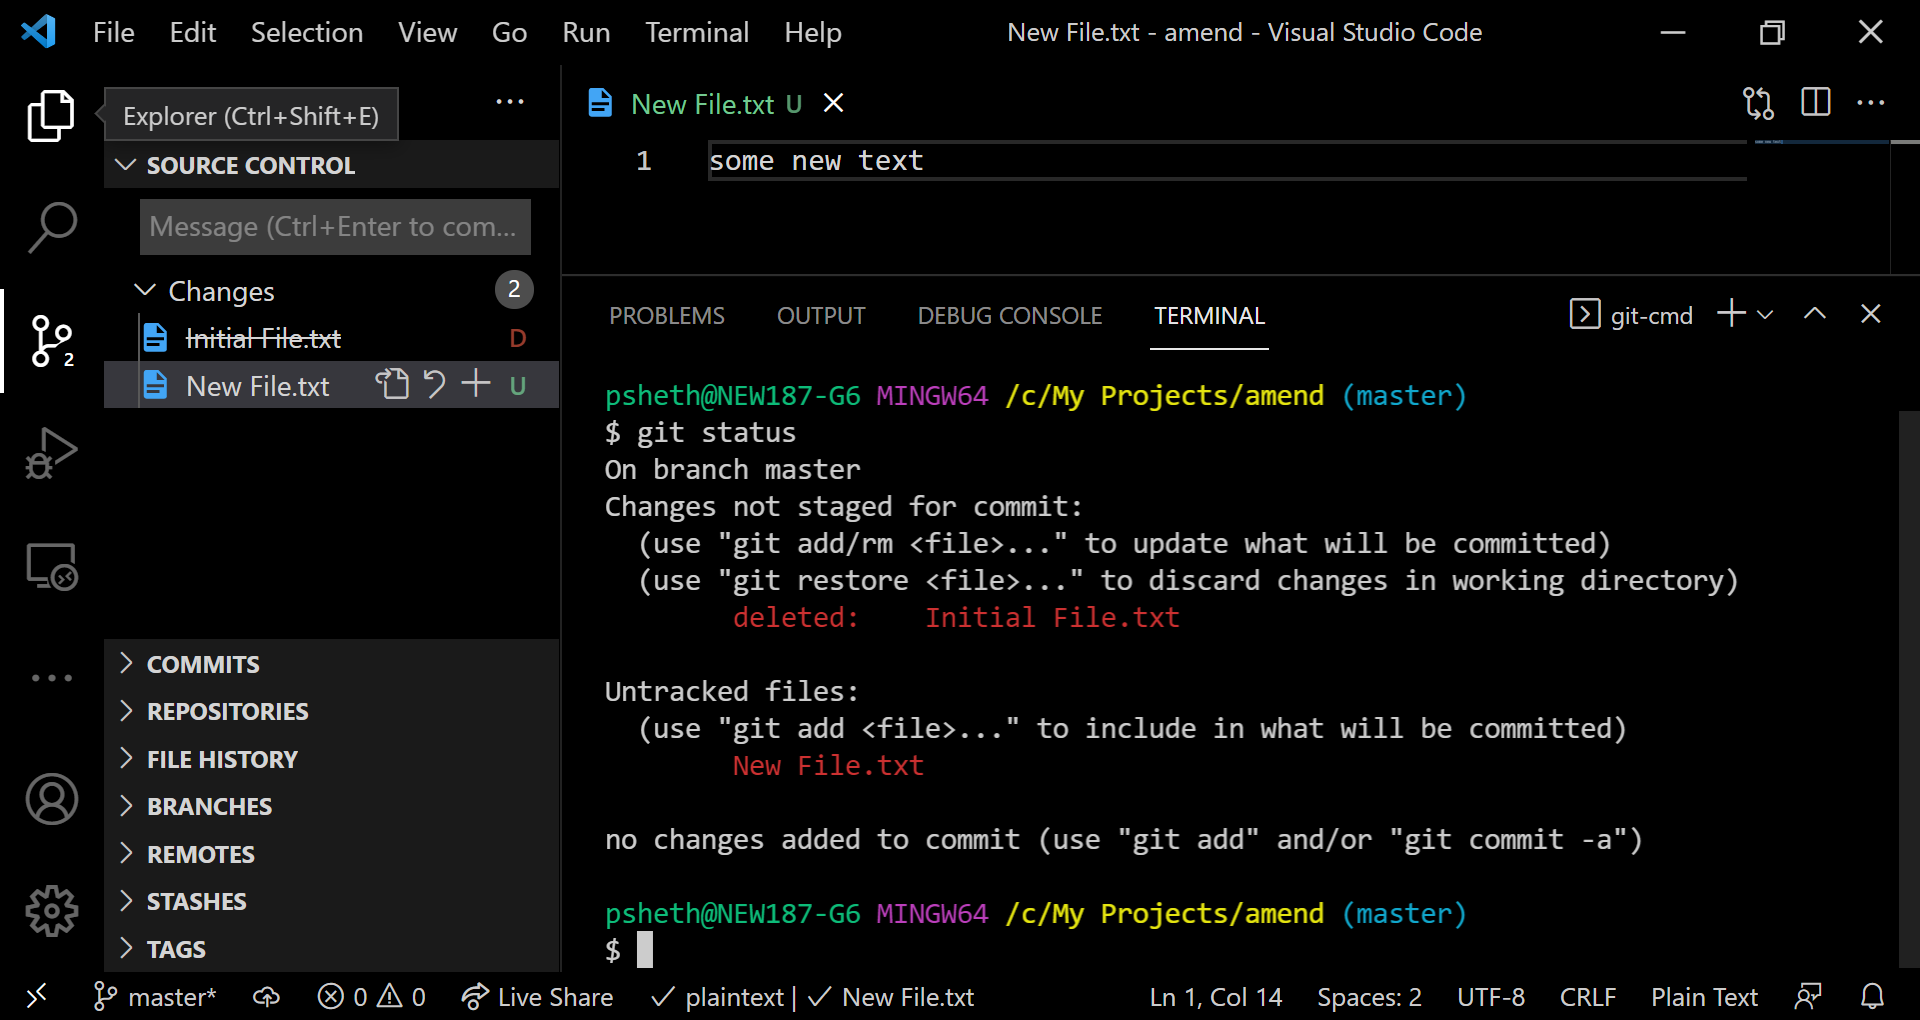 File Edit Selection View Go Run Terminal Help
New File.txt - amend - Visual Studio Code
Explorer (Ctrl+Shift+E)
SOURCE CONTROL
Message (Ctrl+Enter to com...
Changes 2
Initial File.txt D
New File.txt U
2
COMMITS
REPOSITORIES
FILE HISTORY
BRANCHES
REMOTES
STASHES
TAGS
New File.txt U
1 some new text
PROBLEMS OUTPUT DEBUG CONSOLE TERMINAL git-cmd
psheth@NEW187-G6 MINGW64 /c/My Projects/amend (master)
$ git status
On branch master
Changes not staged for commit:
  (use "git add/rm <file>..." to update what will be committed)
  (use "git restore <file>..." to discard changes in working directory)
        deleted:    Initial File.txt
Untracked files:
  (use "git add <file>..." to include in what will be committed)
        New File.txt
no changes added to commit (use "git add" and/or "git commit -a")
psheth@NEW187-G6 MINGW64 /c/My Projects/amend (master)
$
master* 0 0 Live Share plaintext | New File.txt Ln 1, Col 14 Spaces: 2 UTF-8 CRLF Plain Text